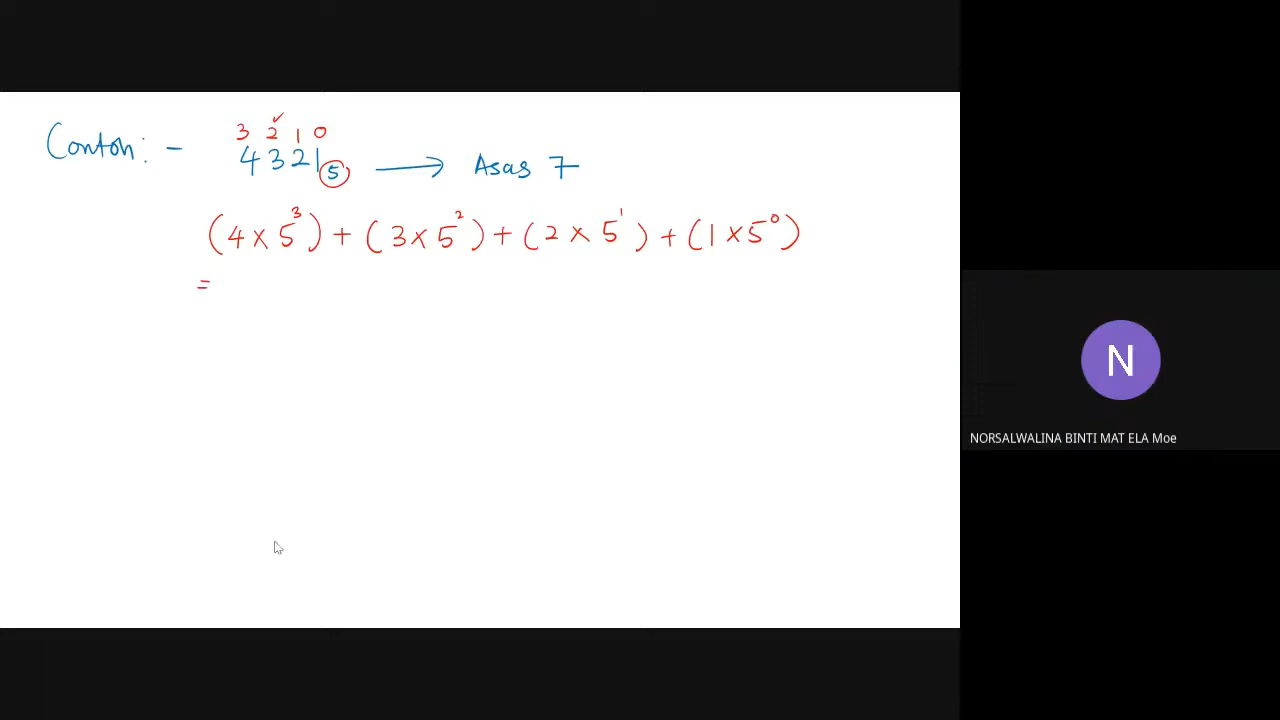 3 2 1 0
Contoh: - 4321₅ → Asas 7
(4 × 5³) + (3 × 5²) + (2 × 5¹) + (1 × 5⁰)
=
N
NORSALWALINA BINTI MAT ELA Moe